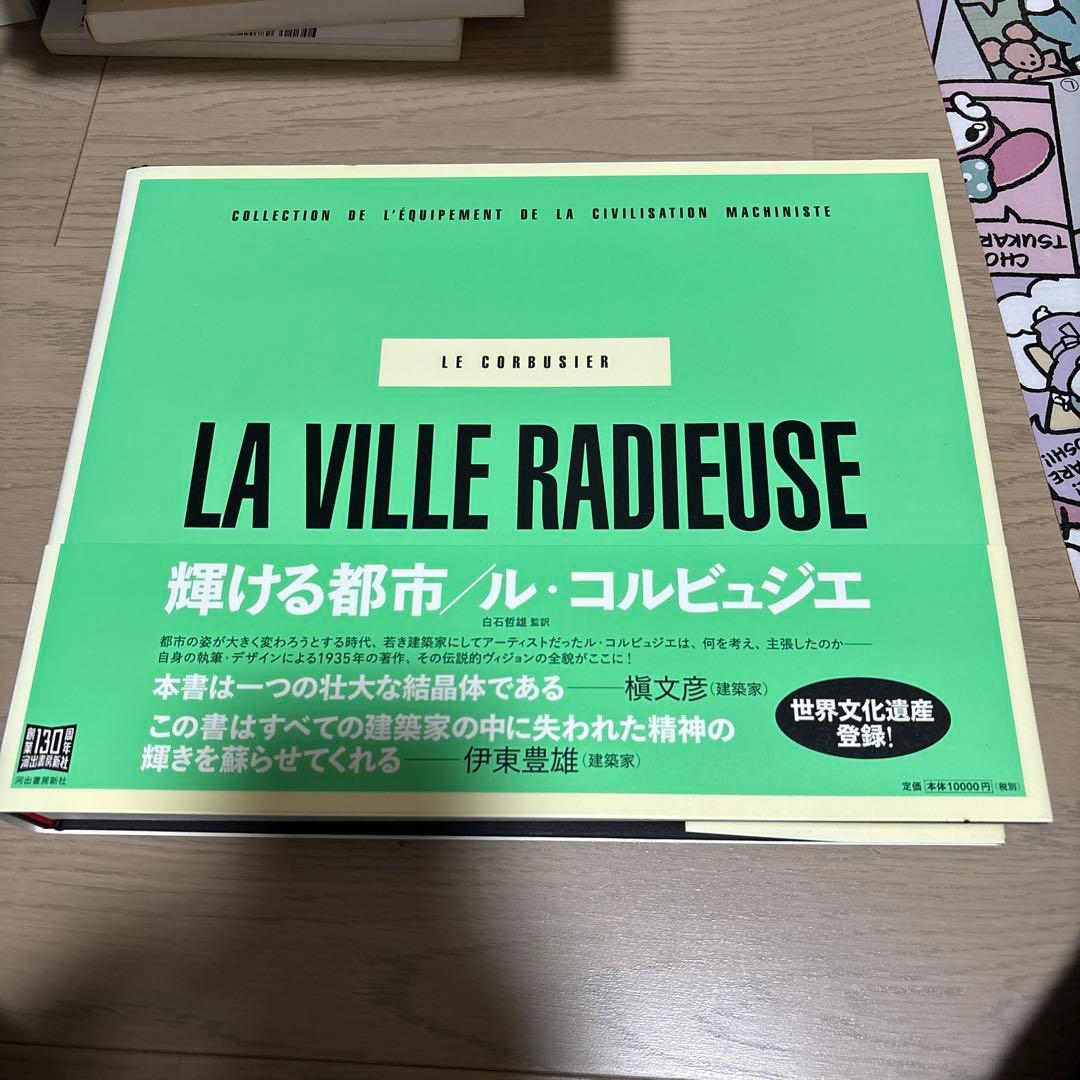 COLLECTION DE L'ÉQUIPEMENT DE LA CIVILISATION MACHINISTE
LE CORBUSIER
LA VILLE RADIEUSE
輝ける都市/ル・コルビュジエ
白石哲雄 監訳
都市の姿が大きく変わろうとする時代、若き建築家にしてアーティストだったル・コルビュジエは、何を考え、主張したのか——
自身の執筆・デザインによる1935年の著作、その伝説的ヴィジョンの全貌がここに!
本書は一つの壮大な結晶体である——槇文彦(建築家)
この書はすべての建築家の中に失われた精神の
輝きを蘇らせてくれる——伊東豊雄(建築家)
世界文化遺産
登録!
創業130周年
河出書房新社
河出書房新社
定価 本体10000円(税別)
CHO
TSUKAR